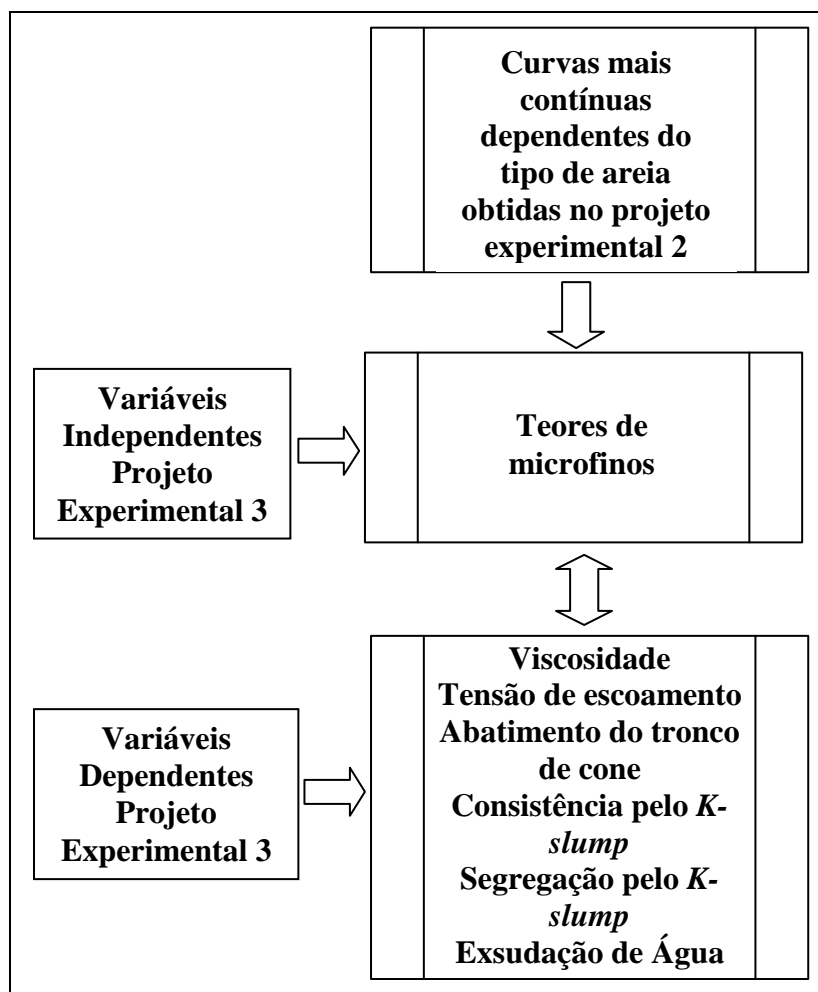 Curvas mais
contínuas
dependentes do
tipo de areia
obtidas no projeto
experimental 2
Variáveis
Independentes
Projeto
Experimental 3
Teores de
microfinos
Variáveis
Dependentes
Projeto
Experimental 3
Viscosidade
Tensão de escoamento
Abatimento do tronco
de cone
Consistência pelo K-
slump
Segregação pelo K-
slump
Exsudação de Água